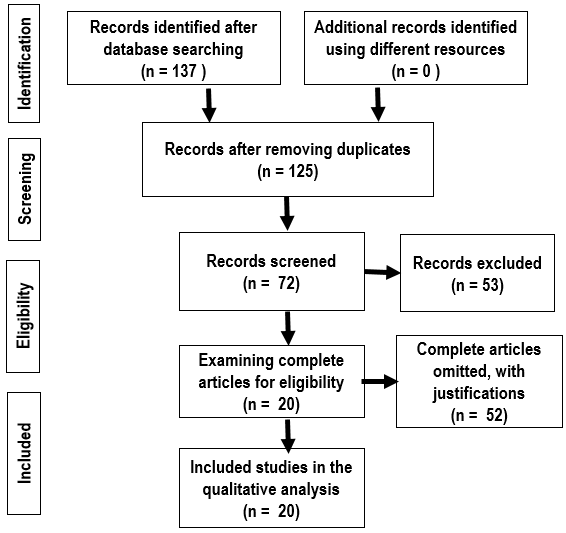 Identification
Records identified after
database searching
(n = 137 )
Additional records identified
using different resources
(n = 0 )
Screening
Records after removing duplicates
(n = 125)
Records screened
(n = 72)
Records excluded
(n = 53)
Eligibility
Examining complete
articles for eligibility
(n = 20)
Complete articles
omitted, with
justifications
(n = 52)
Included
Included studies in the
qualitative analysis
(n = 20)